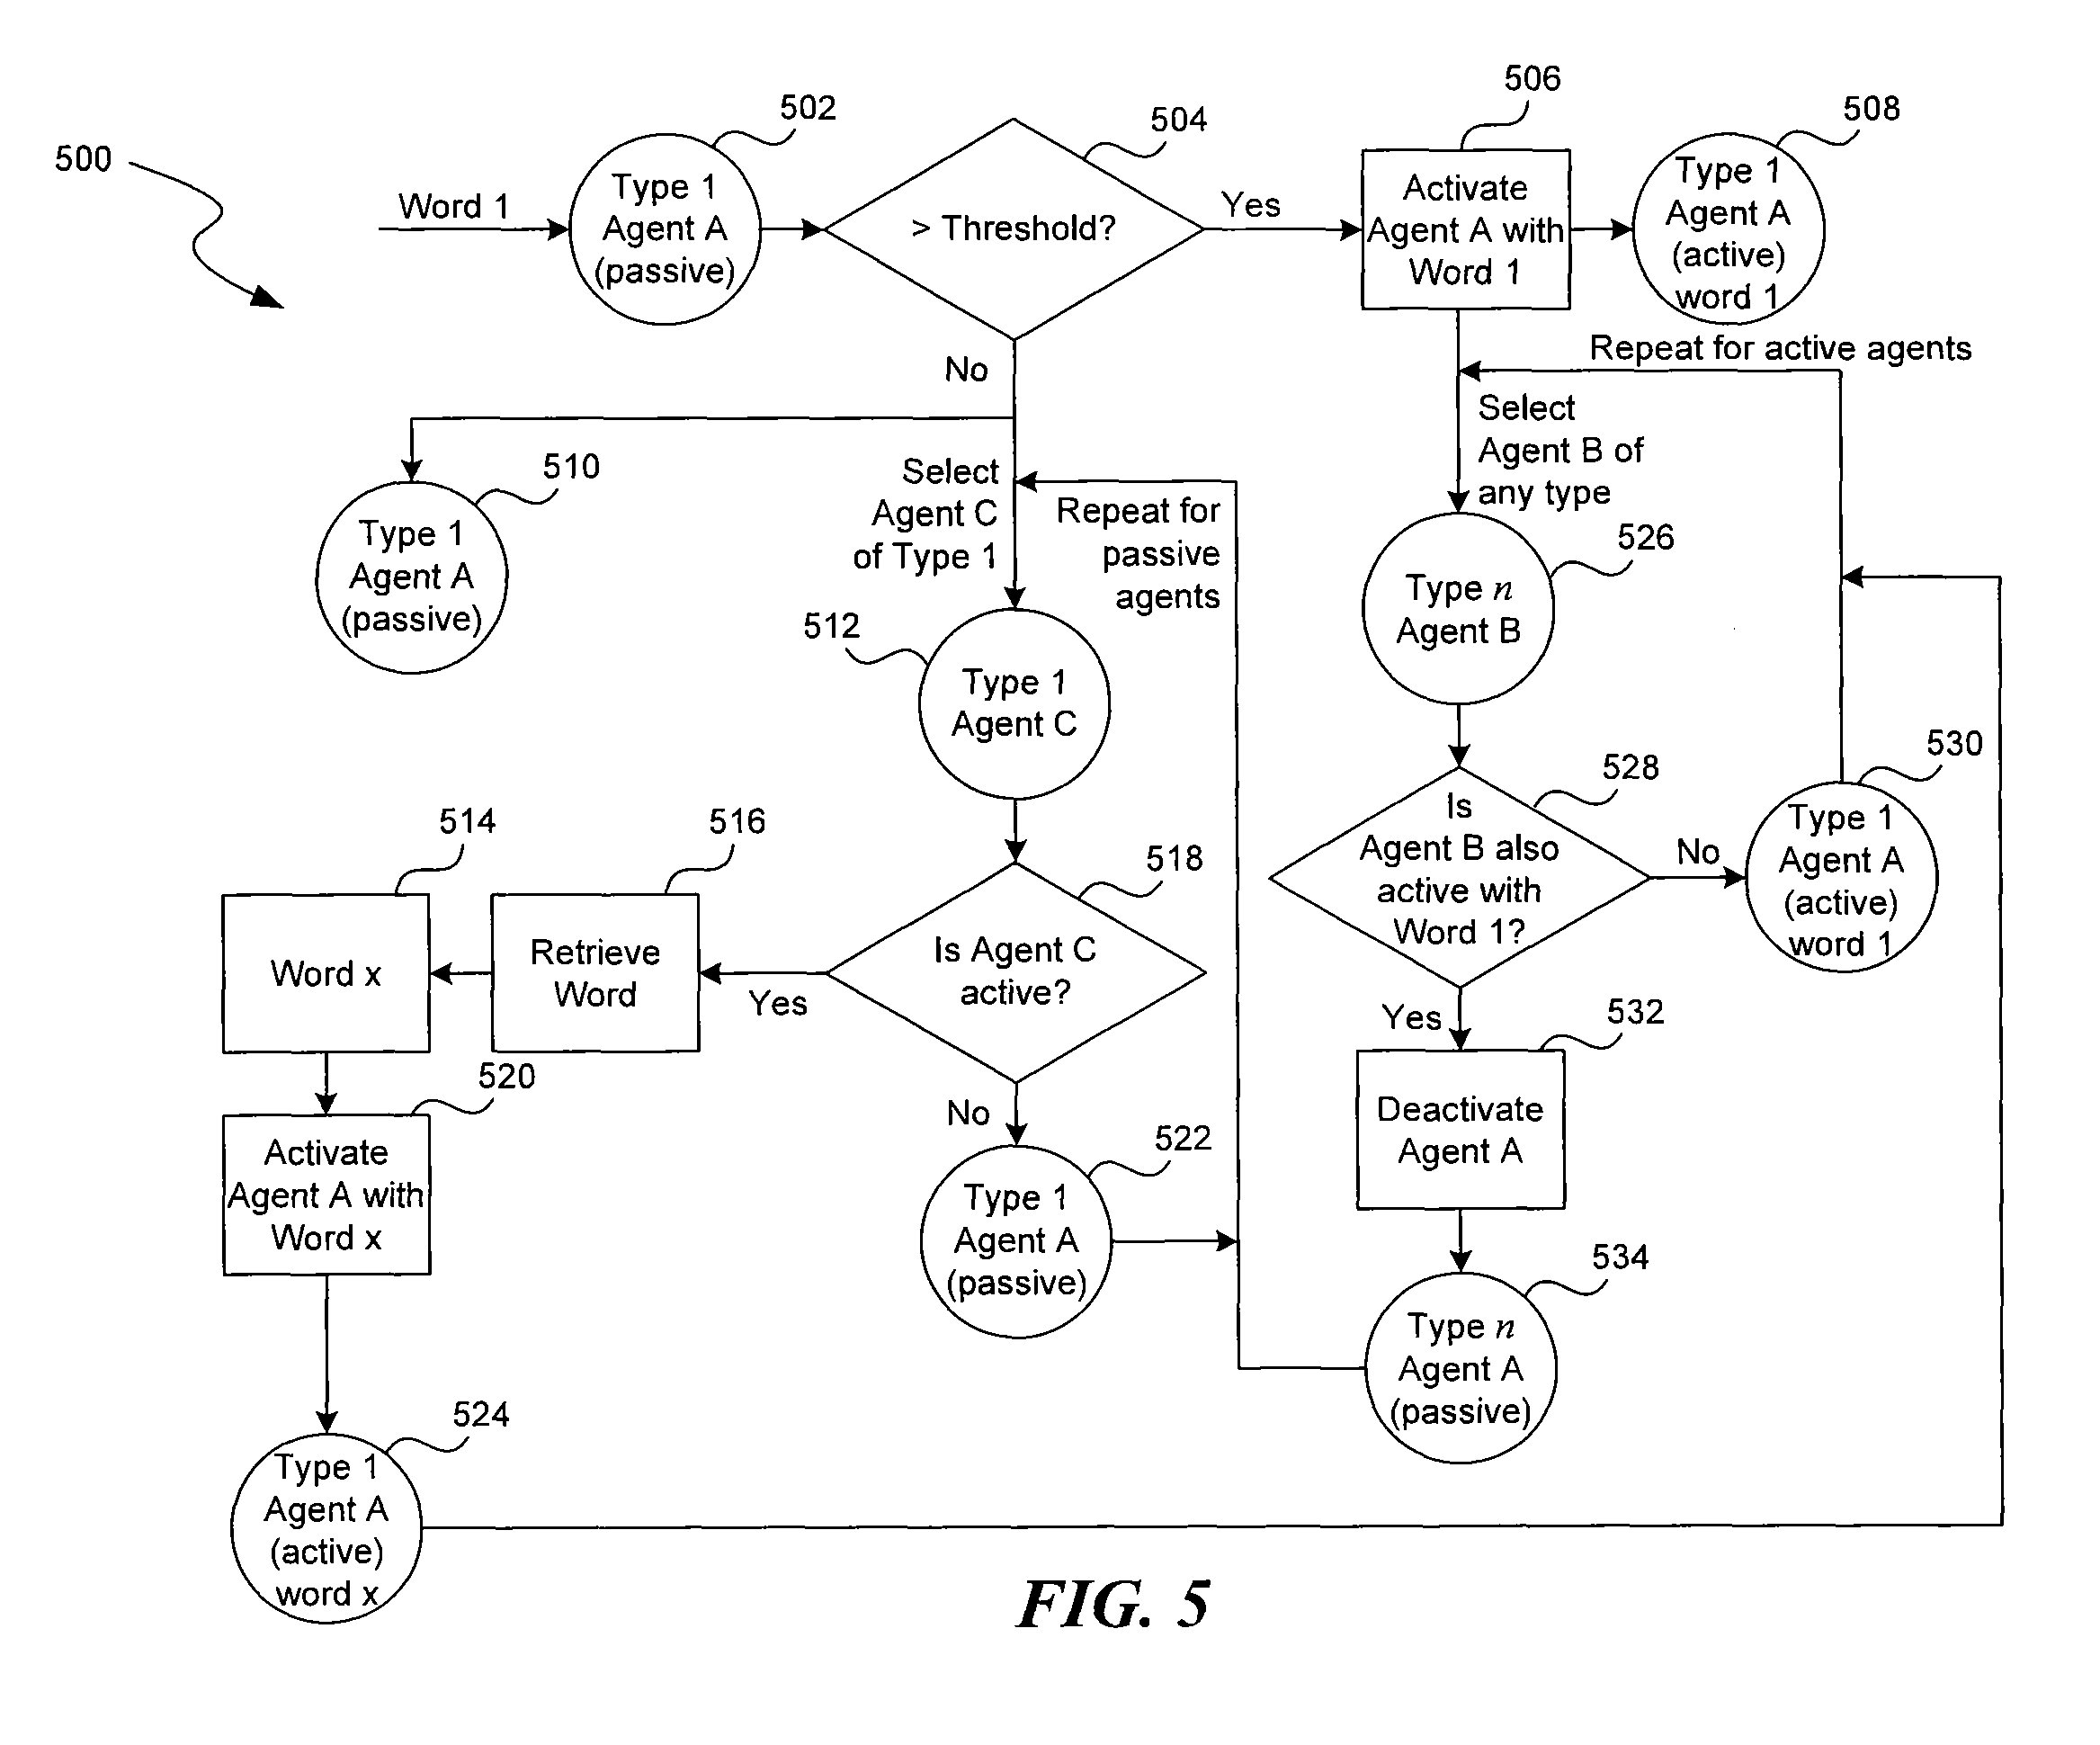 500
Word 1
502
Type 1
Agent A
(passive)
504
> Threshold?
Yes
No
506
Activate
Agent A with
Word 1
508
Type 1
Agent A
(active)
word 1
Repeat for active agents
Select
Agent B of
any type
510
Type 1
Agent A
(passive)
Select
Agent C
of Type 1
Repeat for
passive
agents
512
Type 1
Agent C
526
Type n
Agent B
528
Is
Agent B also
active with
Word 1?
No
530
Type 1
Agent A
(active)
word 1
514
Word x
516
Retrieve
Word
518
Is Agent C
active?
Yes
No
Yes
532
Deactivate
Agent A
520
Activate
Agent A with
Word x
522
Type 1
Agent A
(passive)
534
Type n
Agent A
(passive)
524
Type 1
Agent A
(active)
word x
FIG. 5